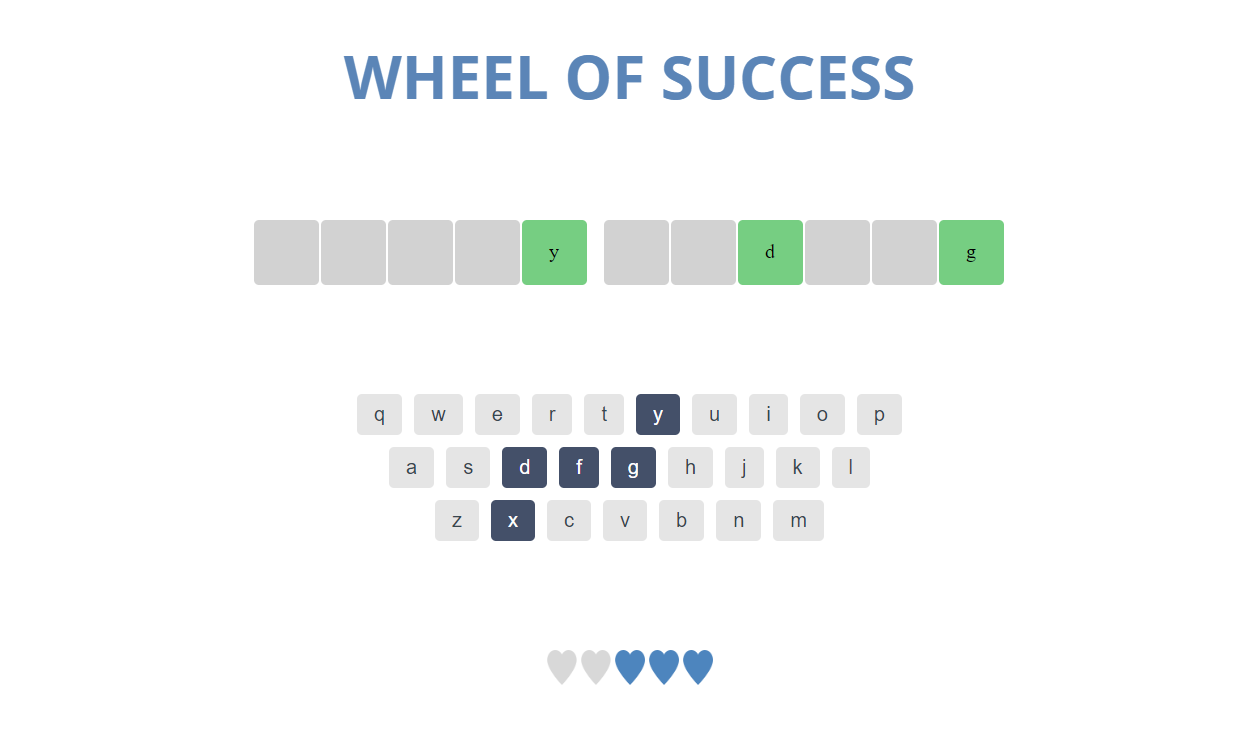 WHEEL OF SUCCESS
y d g
q w e r t y u i o p
a s d f g h j k l
z x c v b n m